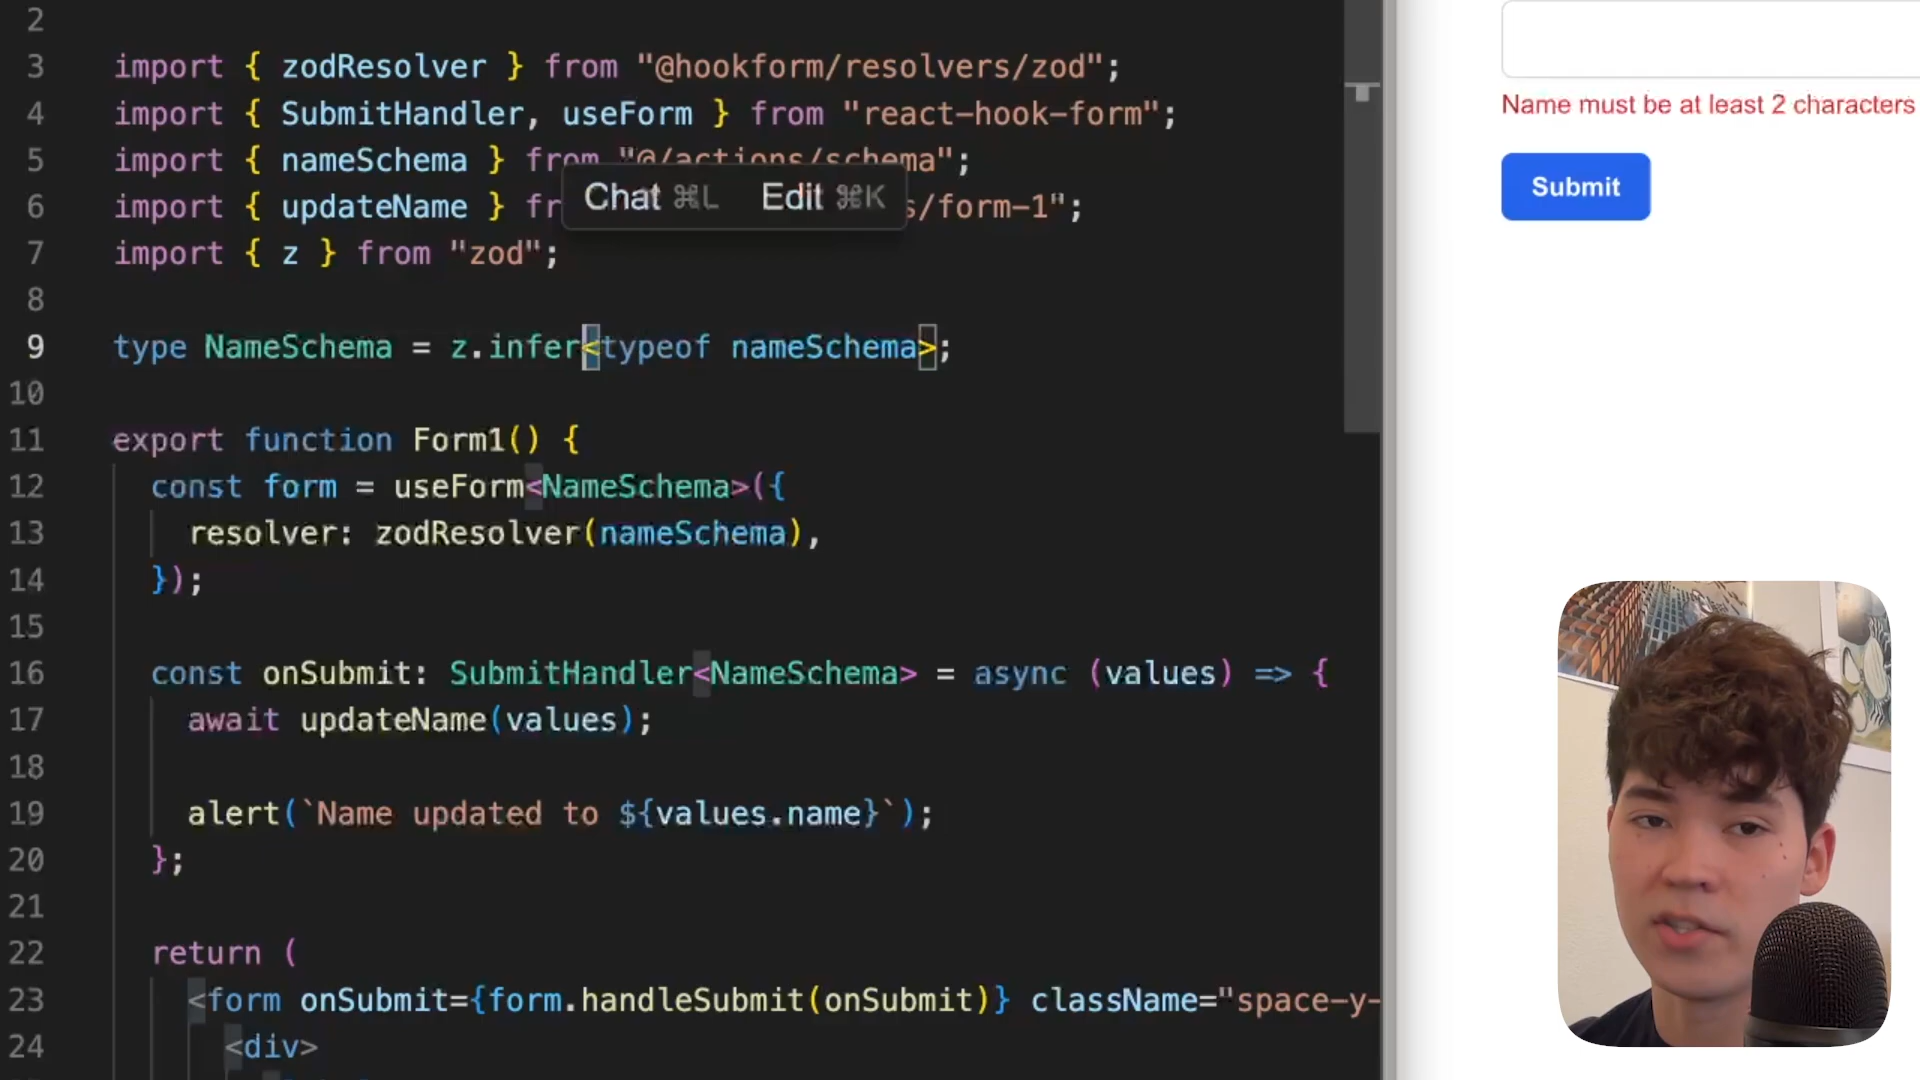 2
3 import { zodResolver } from "@hookform/resolvers/zod";
4 import { SubmitHandler, useForm } from "react-hook-form";
5 import { nameSchema } from "@/actions/schema";
6 import { updateName } fr s/form-1";
Chat ⌘L Edit ⌘K
7 import { z } from "zod";
8
9 type NameSchema = z.infer<typeof nameSchema>;
10
11 export function Form1() {
12 const form = useForm<NameSchema>({
13 resolver: zodResolver(nameSchema),
14 });
15
16 const onSubmit: SubmitHandler<NameSchema> = async (values) => {
17 await updateName(values);
18
19 alert(`Name updated to ${values.name}`);
20 };
21
22 return (
23 <form onSubmit={form.handleSubmit(onSubmit)} className="space-y-
24 <div>
Name must be at least 2 characters
Submit